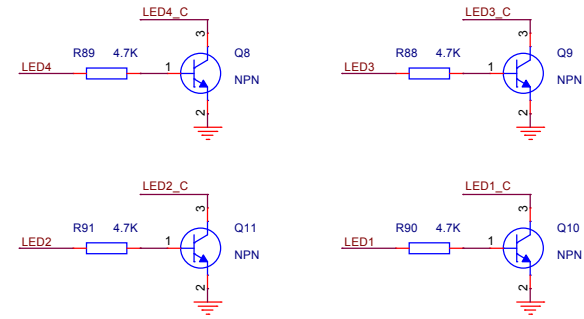 LED4_C
3
R89 4.7K Q8
LED4 1
NPN
2
LED3_C
3
R88 4.7K Q9
LED3 1
NPN
2
LED2_C
3
R91 4.7K Q11
LED2 1
NPN
2
LED1_C
3
R90 4.7K Q10
LED1 1
NPN
2